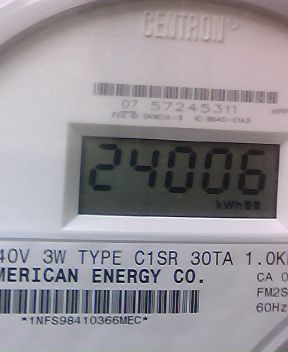 CENTRON®
07 57245311
24006
kWh
40V 3W TYPE C1SR 30TA 1.0K
MERICAN ENERGY CO.
CA 0
FM2S
60Hz
*1NFS98410366MEC*